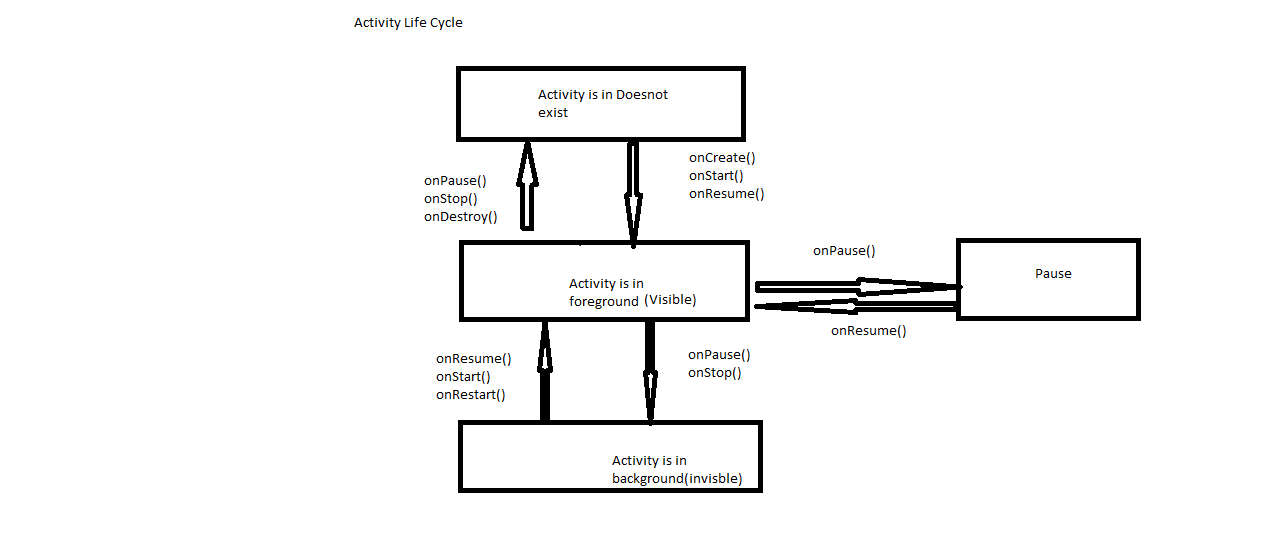 Activity Life Cycle
Activity is in Doesnot
exist
onPause()
onStop()
onDestroy()
onCreate()
onStart()
onResume()
Activity is in
foreground (Visible)
onPause()
Pause
onResume()
onResume()
onStart()
onRestart()
onPause()
onStop()
Activity is in
background(invisble)